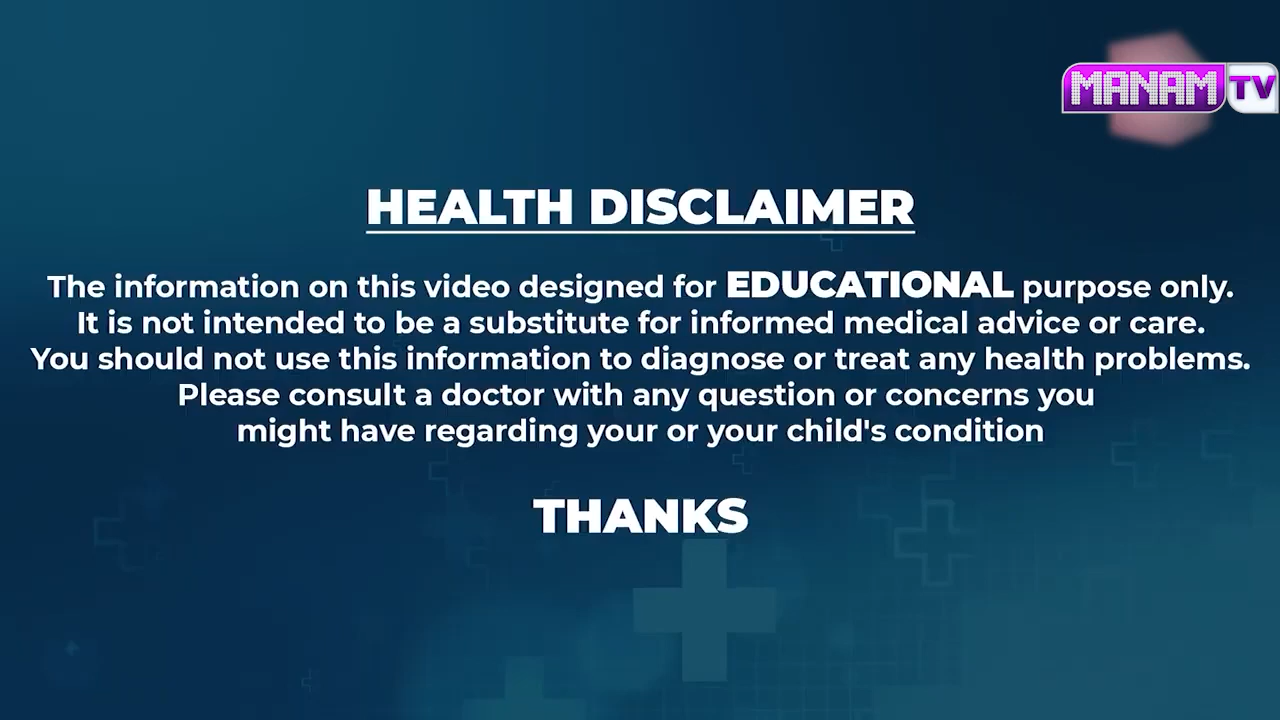 MANAM TV
HEALTH DISCLAIMER
The information on this video designed for EDUCATIONAL purpose only.
It is not intended to be a substitute for informed medical advice or care.
You should not use this information to diagnose or treat any health problems.
Please consult a doctor with any question or concerns you
might have regarding your or your child's condition
THANKS